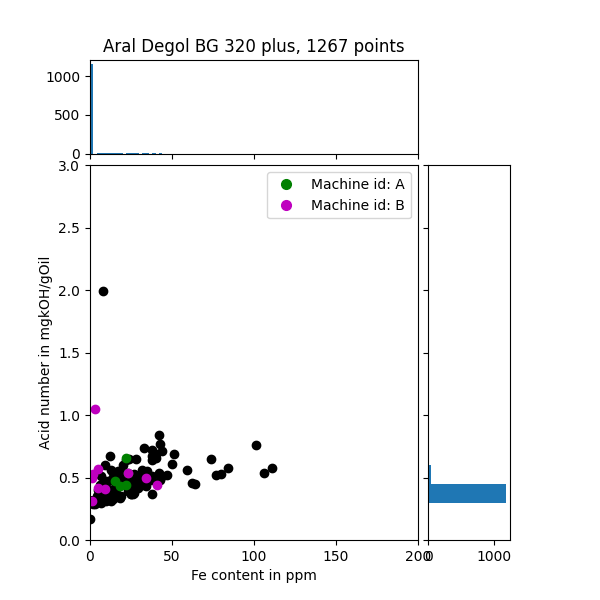 Aral Degol BG 320 plus, 1267 points
1000
500
0
3.0
2.5
2.0
1.5
1.0
0.5
0.0
Acid number in mgkOH/gOil
Machine id: A
Machine id: B
0 50 100 150 200
0 1000
Fe content in ppm